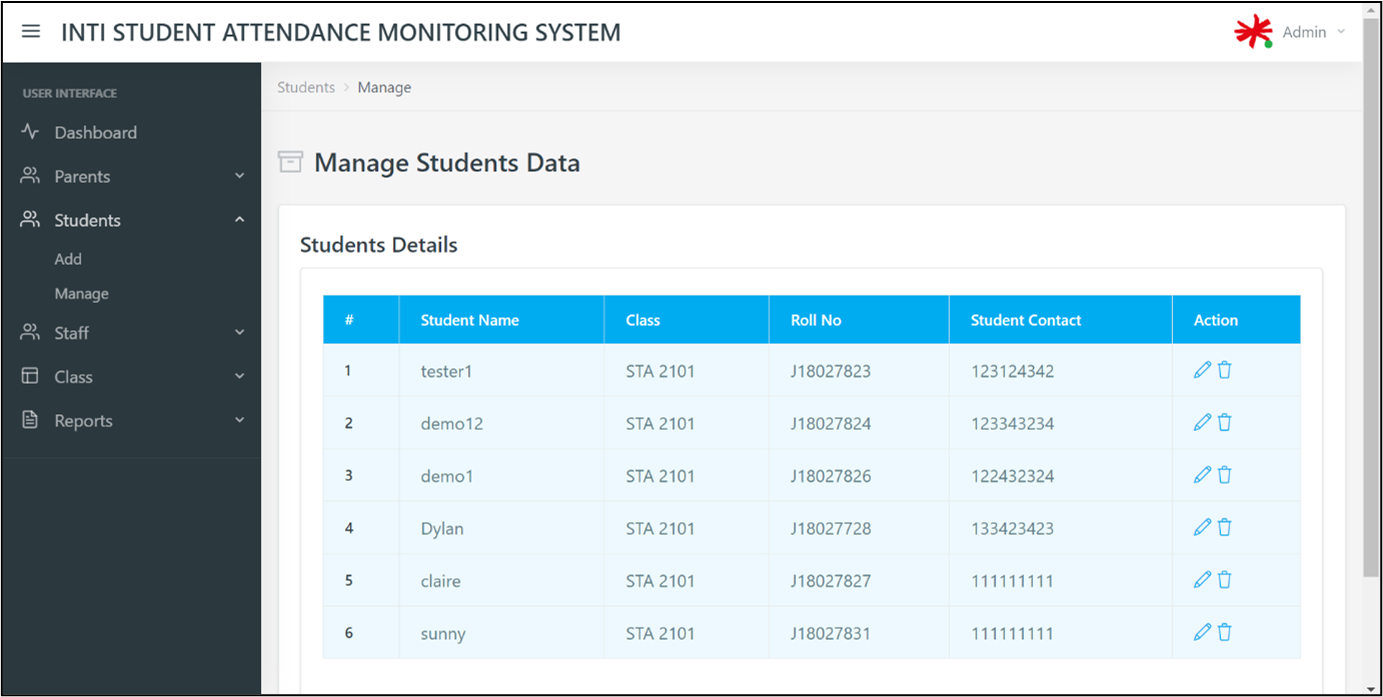 INTI STUDENT ATTENDANCE MONITORING SYSTEM
Admin
USER INTERFACE
Dashboard
Parents
Students
Add
Manage
Staff
Class
Reports
Students > Manage
Manage Students Data
Students Details
# Student Name Class Roll No Student Contact Action
1 tester1 STA 2101 J18027823 123124342
2 demo12 STA 2101 J18027824 123343234
3 demo1 STA 2101 J18027826 122432324
4 Dylan STA 2101 J18027728 133423423
5 claire STA 2101 J18027827 111111111
6 sunny STA 2101 J18027831 111111111